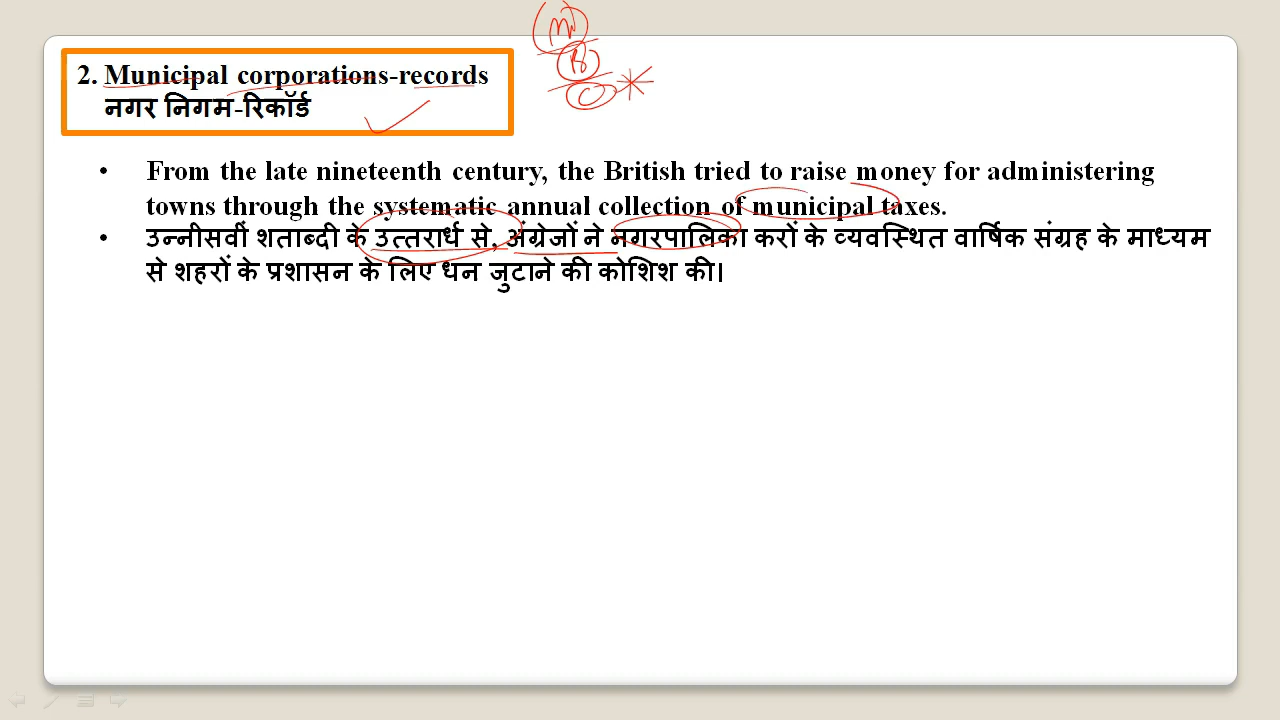 M
B
C
2. Municipal corporations-records
नगर निगम-रिकॉर्ड
• From the late nineteenth century, the British tried to raise money for administering
towns through the systematic annual collection of municipal taxes.
• उन्नीसवीं शताब्दी के उत्तरार्ध से, अंग्रेजों ने नगरपालिका करों के व्यवस्थित वार्षिक संग्रह के माध्यम
से शहरों के प्रशासन के लिए धन जुटाने की कोशिश की।